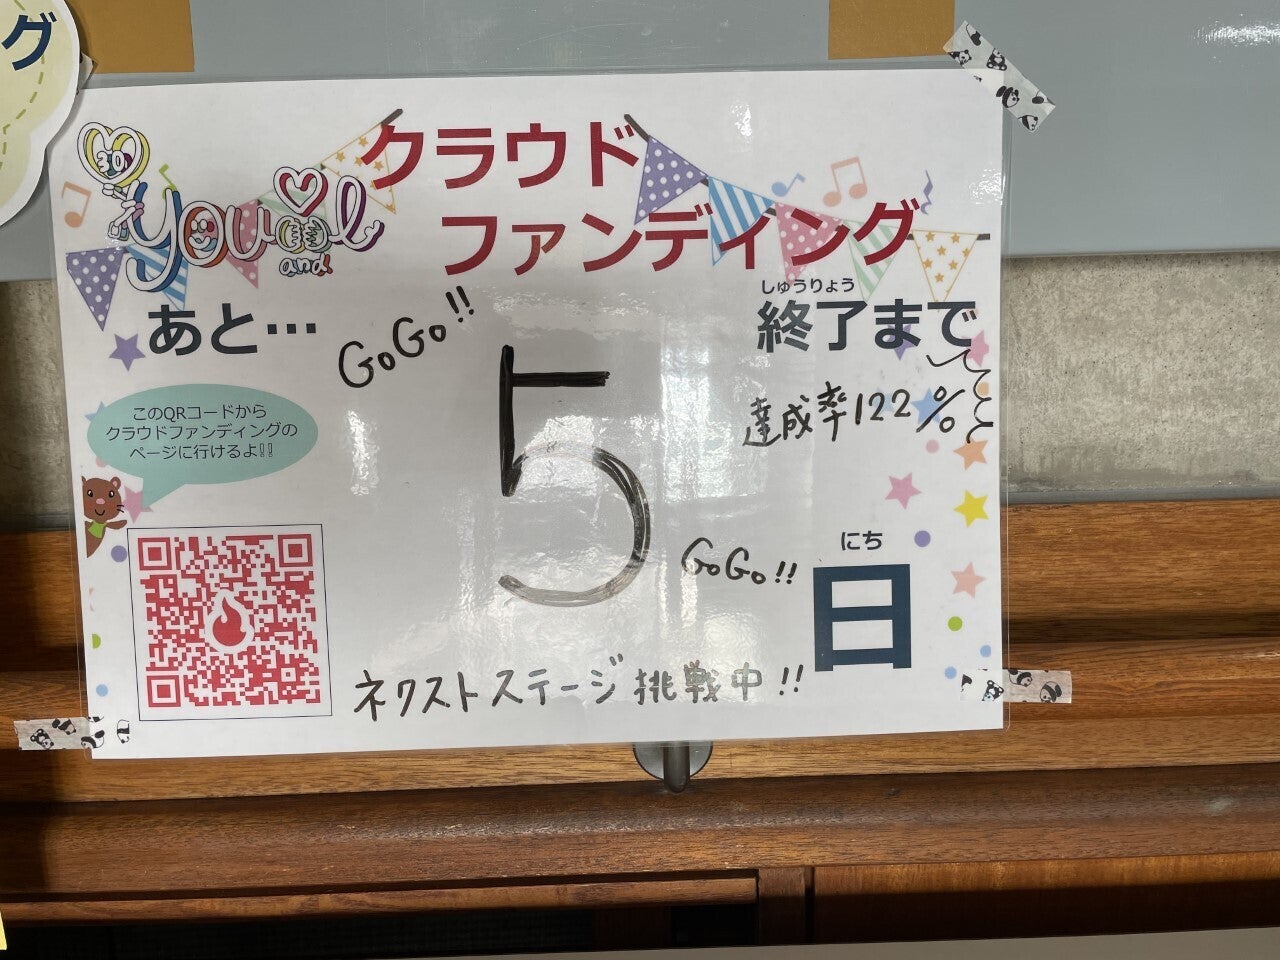 グ
30
you and I
クラウド
ファンディング
あと…
GoGo!!
しゅうりょう
終了まで
達成率122%
このQRコードから
クラウドファンディングの
ページに行けるよ!!
5
GoGo!!
にち
日
ネクストステージ挑戦中!!